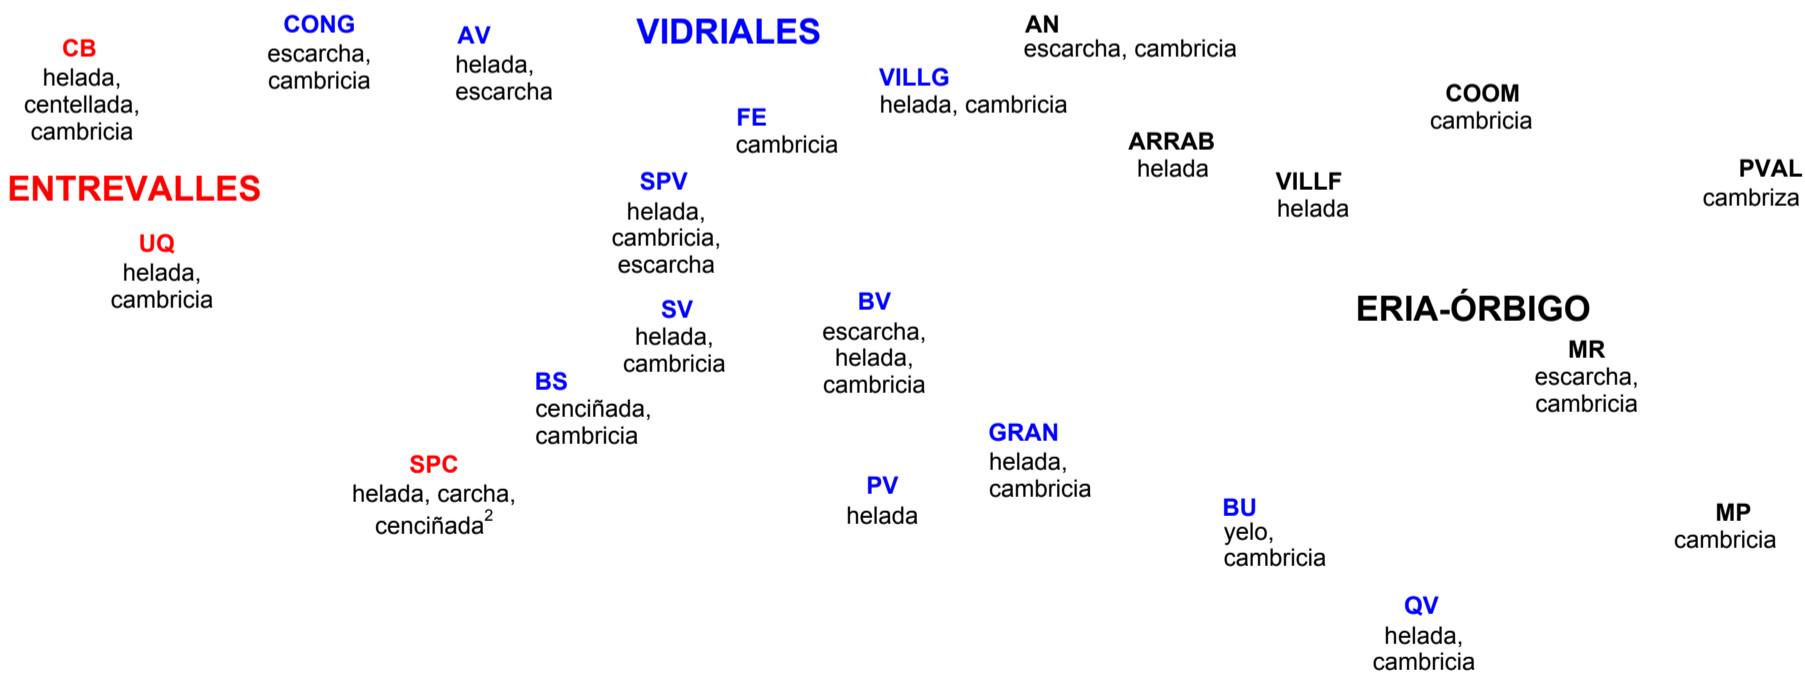 CB
helada,
centellada,
cambricia
CONG
escarcha,
cambricia
AV
helada,
escarcha
VIDRIALES
FE
cambricia
VILLG
helada, cambricia
AN
escarcha, cambricia
ARRAB
helada
VILLF
helada
COOM
cambricia
PVAL
cambriza
ENTREVALLES
UQ
helada,
cambricia
SPV
helada,
cambricia,
escarcha
SV
helada,
cambricia
BV
escarcha,
helada,
cambricia
ERIA-ÓRBIGO
MR
escarcha,
cambricia
BS
cenciñada,
cambricia
SPC
helada, carcha,
cenciñada²
PV
helada
GRAN
helada,
cambricia
BU
yelo,
cambricia
MP
cambricia
QV
helada,
cambricia